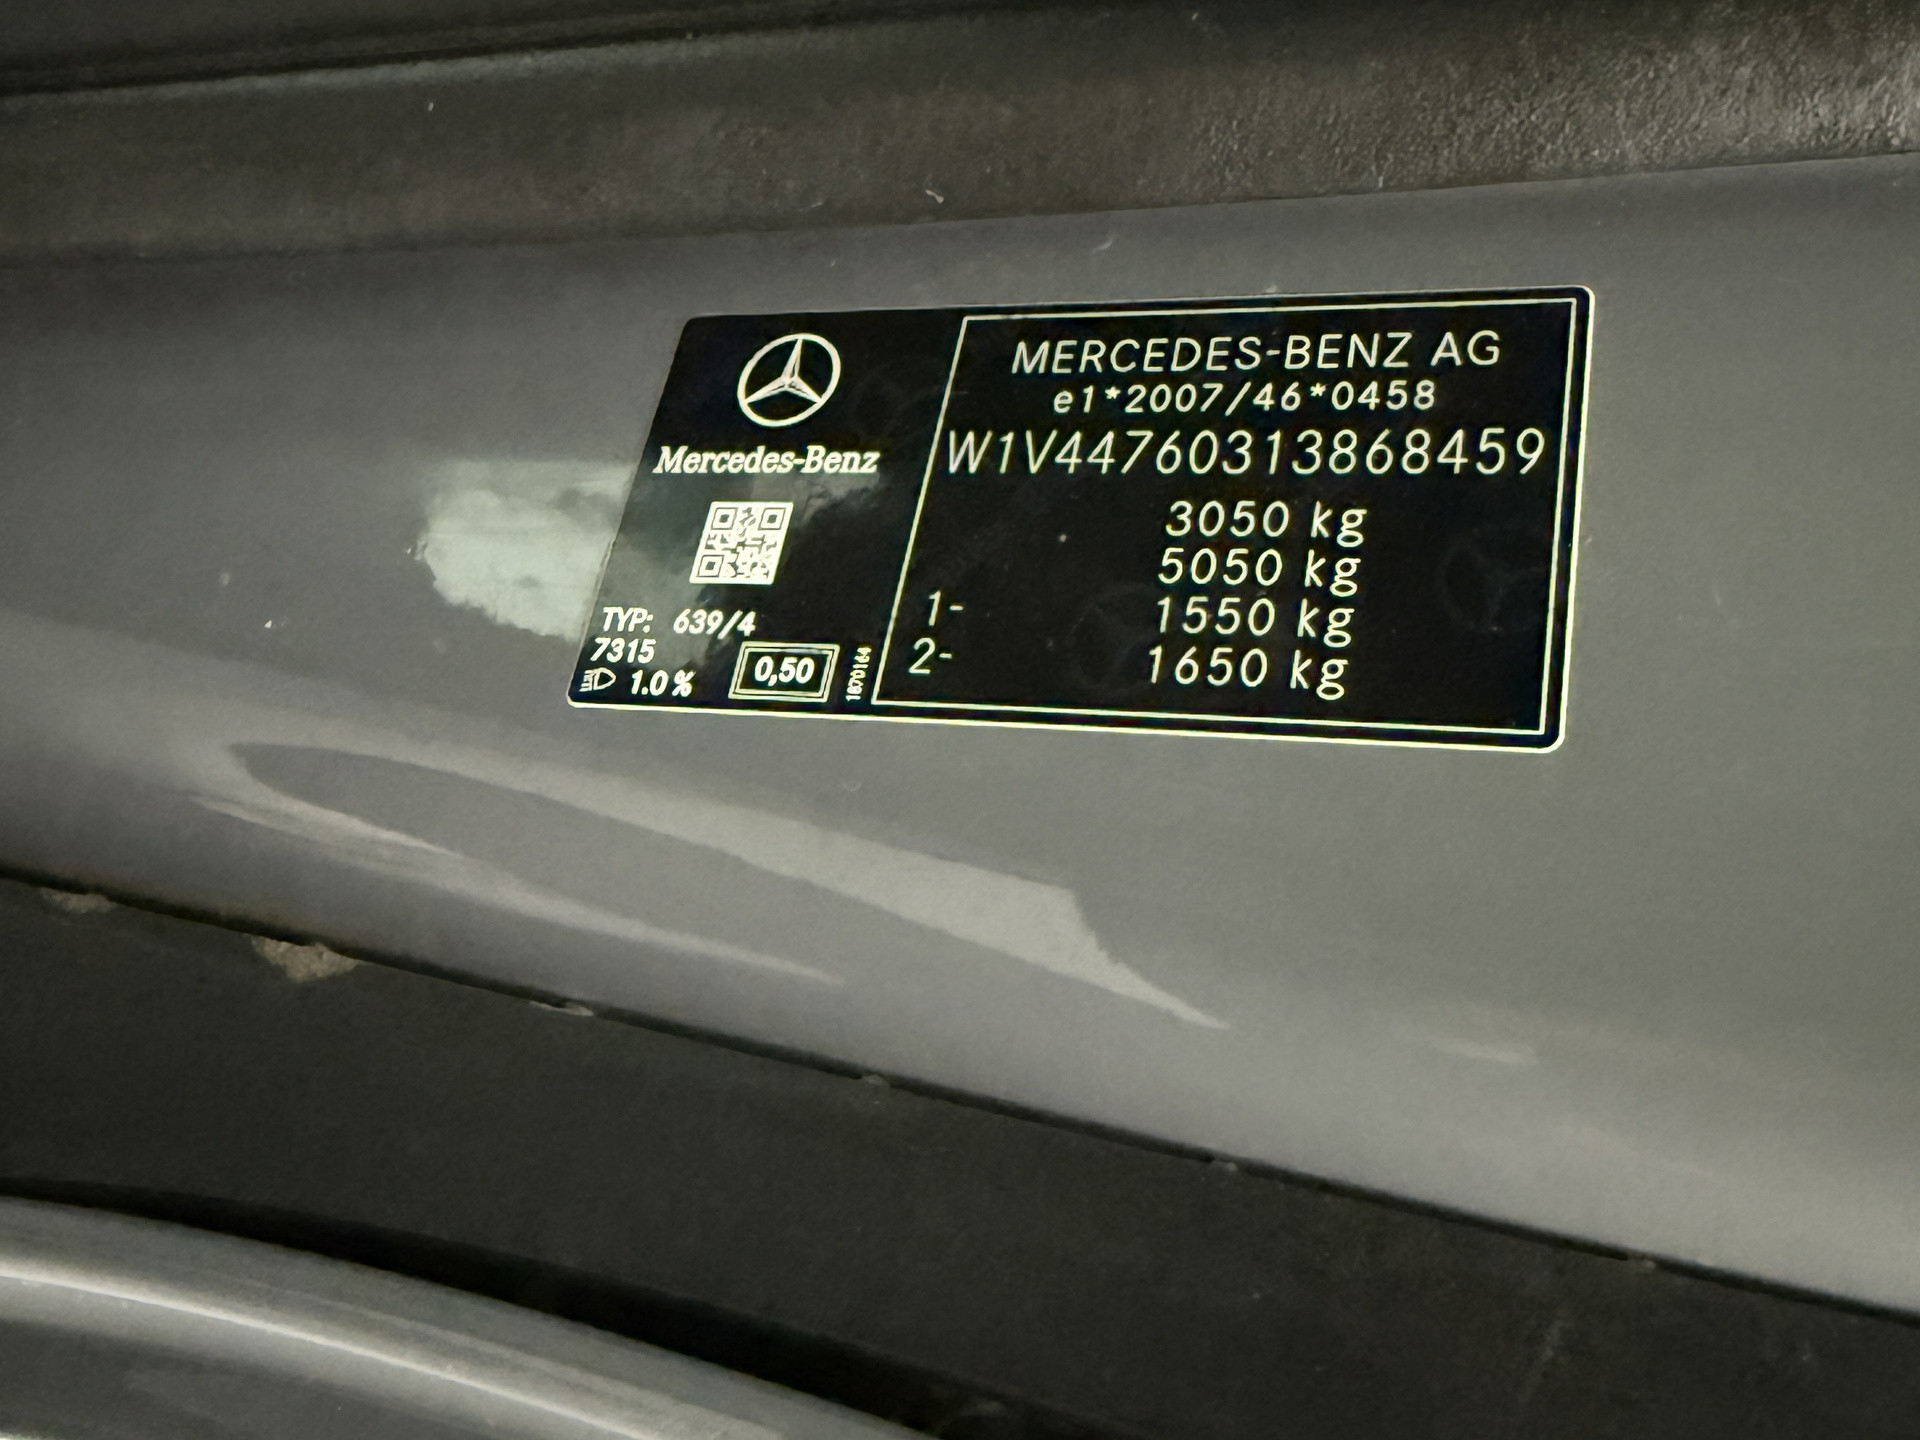 Mercedes-Benz
TYP: 639/4
7315
1.0 %
0,50
1870164
MERCEDES-BENZ AG
e1*2007/46*0458
W1V44760313868459
3050 kg
5050 kg
1- 1550 kg
2- 1650 kg